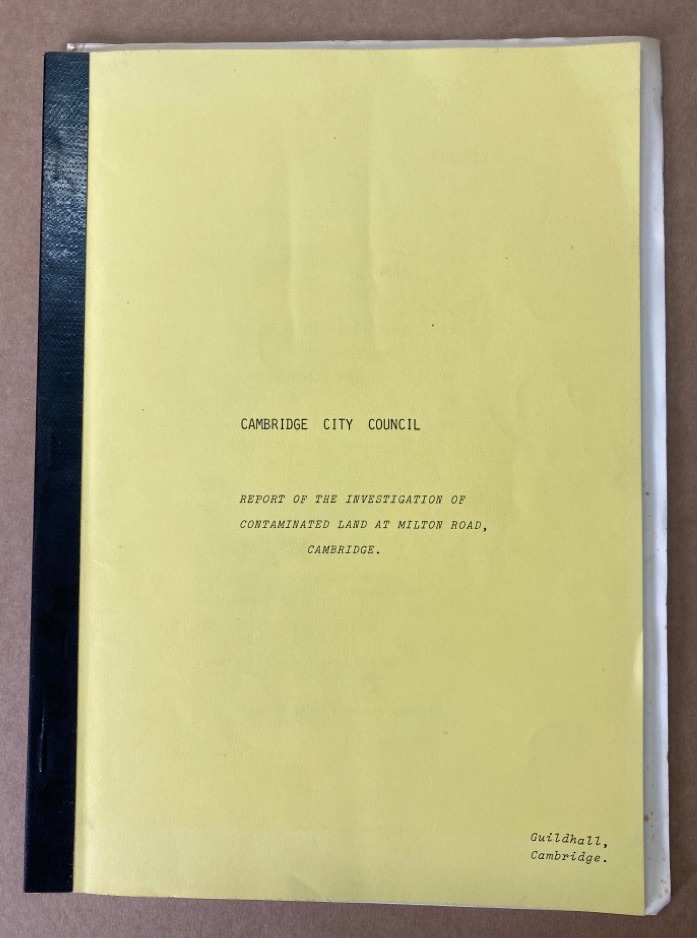 CAMBRIDGE CITY COUNCIL
REPORT OF THE INVESTIGATION OF
CONTAMINATED LAND AT MILTON ROAD,
CAMBRIDGE.
Guildhall,
Cambridge.